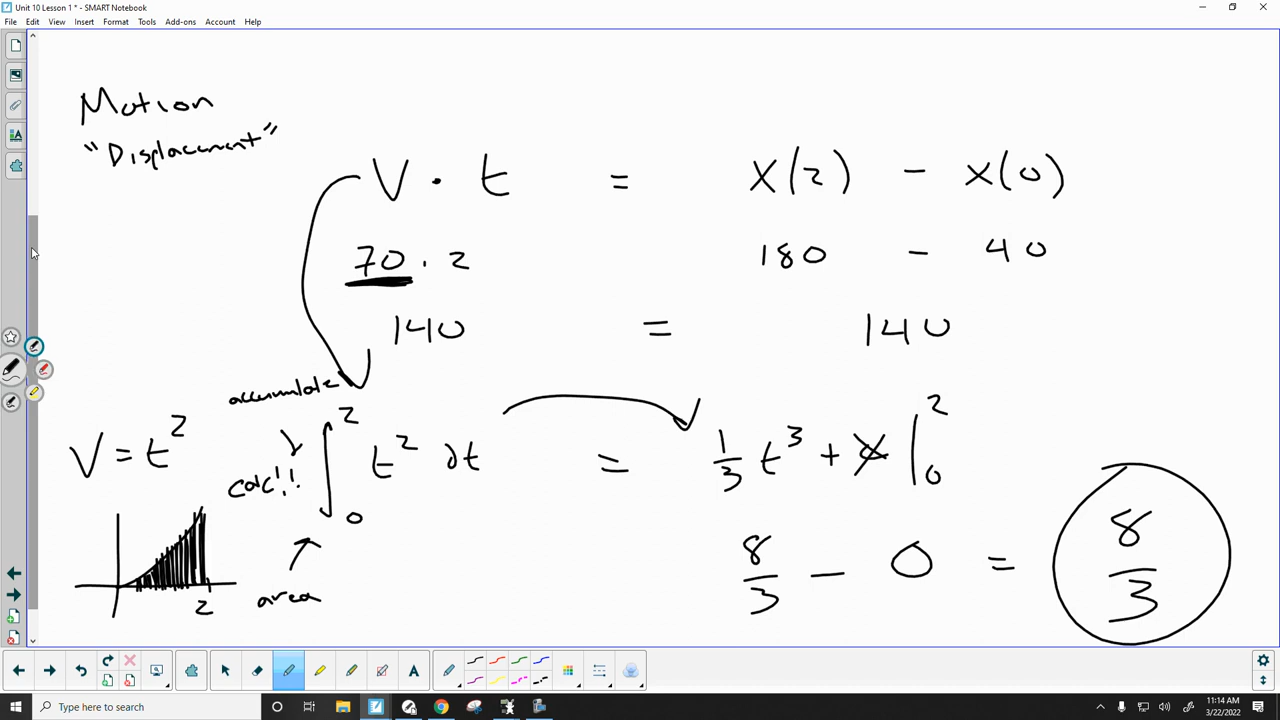 Unit 10 Lesson 1 * - SMART Notebook
File Edit View Insert Format Tools Add-ons Account Help
Motion
"Displacement"
V · t = x(2) - x(0)
70 · 2 180 - 40
140 = 140
accumulate
V = t² calc!! ∫₀² t² dt = 1/3 t³ + x |₀²
2
area
8/3 - 0 = 8/3
Type here to search
11:14 AM
3/22/2022